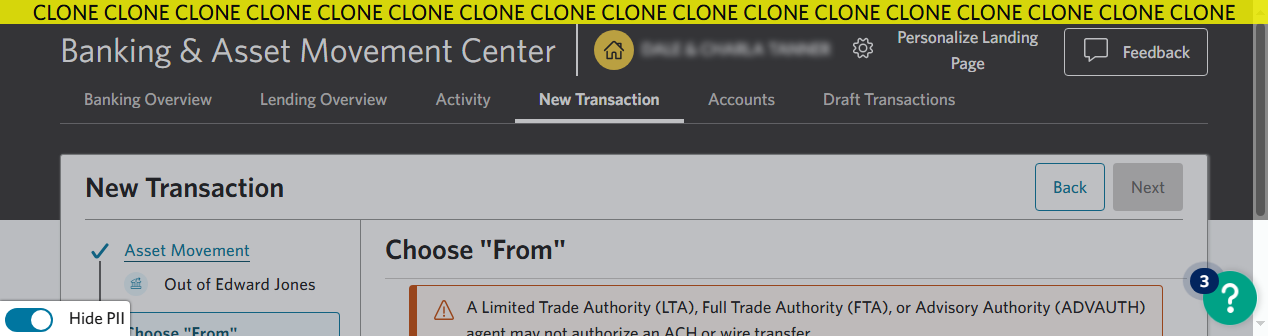 CLONE CLONE CLONE CLONE CLONE CLONE CLONE CLONE CLONE CLONE CLONE CLONE CLONE CLONE CLONE CLONE CLONE
Banking & Asset Movement Center
Personalize Landing
Page
Feedback
Banking Overview
Lending Overview
Activity
New Transaction
Accounts
Draft Transactions
New Transaction
Back
Next
Asset Movement
Out of Edward Jones
Choose "From"
Choose "From"
A Limited Trade Authority (LTA), Full Trade Authority (FTA), or Advisory Authority (ADVAUTH)
agent may not authorize an ACH or wire transfer.
Hide PII
3
?